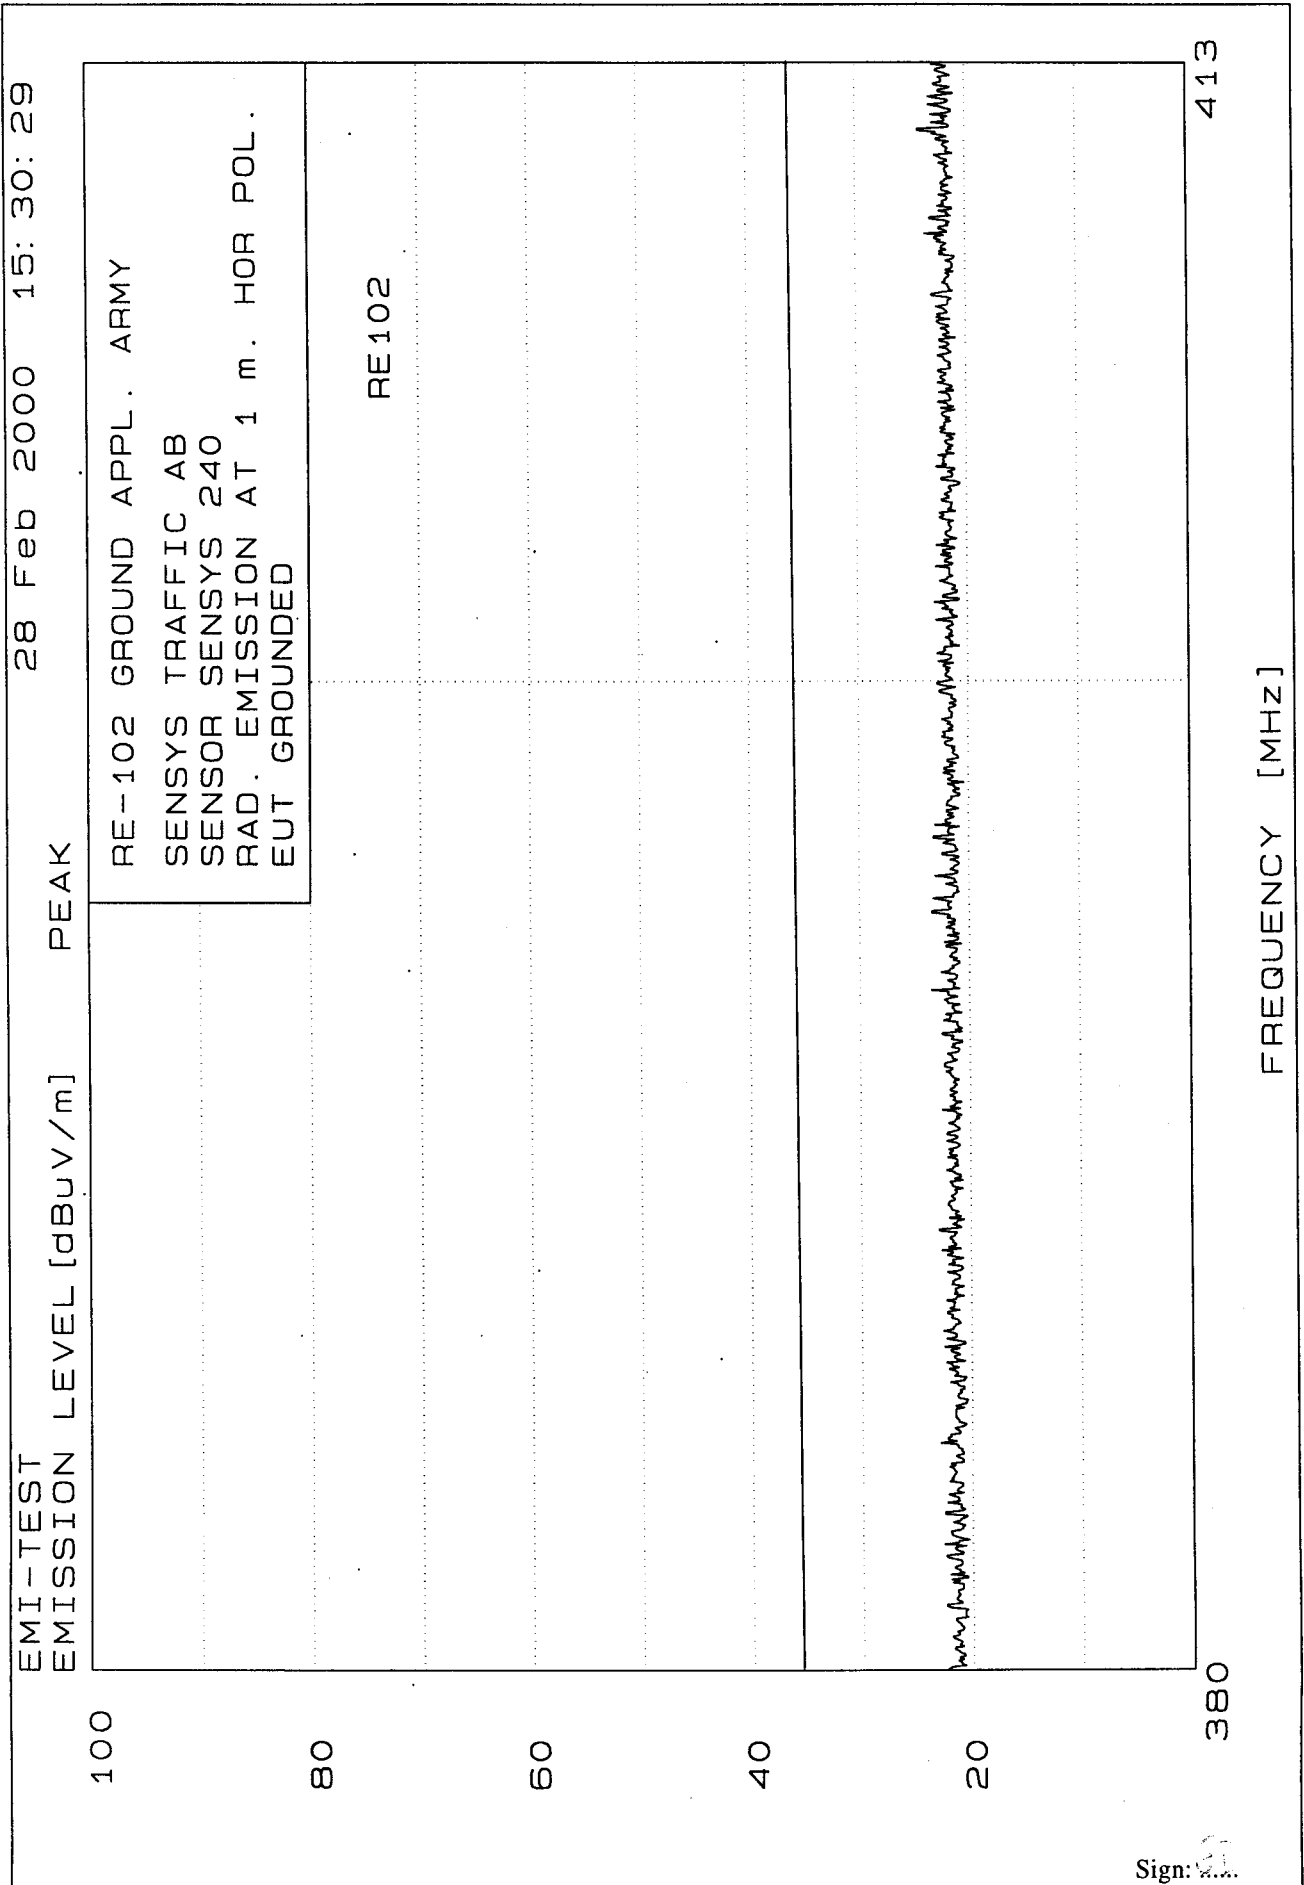 EMI-TEST 28 Feb 2000 15:30:29
EMISSION LEVEL [dBuV/m] PEAK
RE-102 GROUND APPL. ARMY
SENSYS TRAFFIC AB
SENSOR SENSYS 240
RAD. EMISSION AT 1 m. HOR POL.
EUT GROUNDED
RE102
100
80
60
40
20
380
413
FREQUENCY [MHz]
Sign: